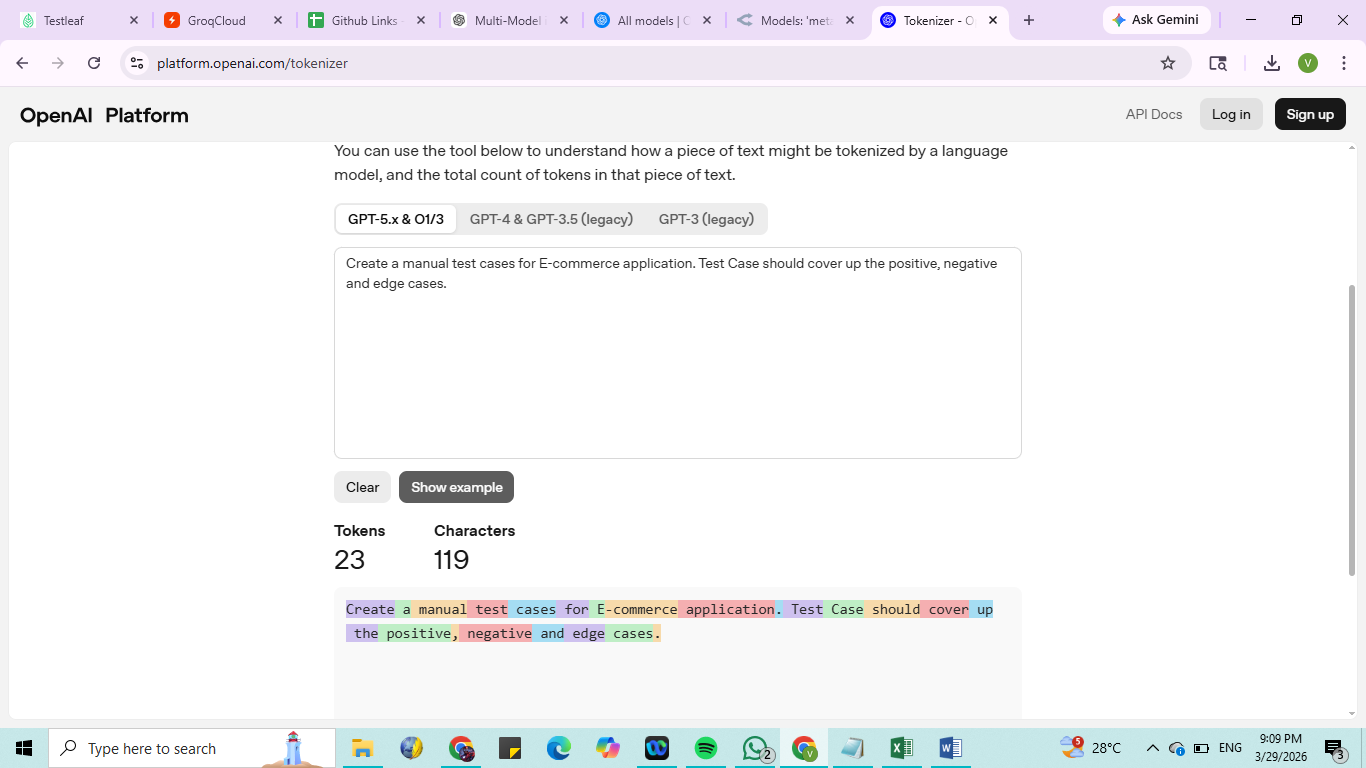 Testleaf
GroqCloud
Github Links
Multi-Model
All models | C
Models: 'meta
Tokenizer - O
Ask Gemini
platform.openai.com/tokenizer
V
OpenAI Platform
API Docs
Log in
Sign up
You can use the tool below to understand how a piece of text might be tokenized by a language
model, and the total count of tokens in that piece of text.
GPT-5.x & O1/3
GPT-4 & GPT-3.5 (legacy)
GPT-3 (legacy)
Create a manual test cases for E-commerce application. Test Case should cover up the positive, negative
and edge cases.
Clear
Show example
Tokens
Characters
23
119
Create a manual test cases for E-commerce application. Test Case should cover up
the positive, negative and edge cases.
Type here to search
2
V
5
28°C
ENG
9:09 PM
3/29/2026
3